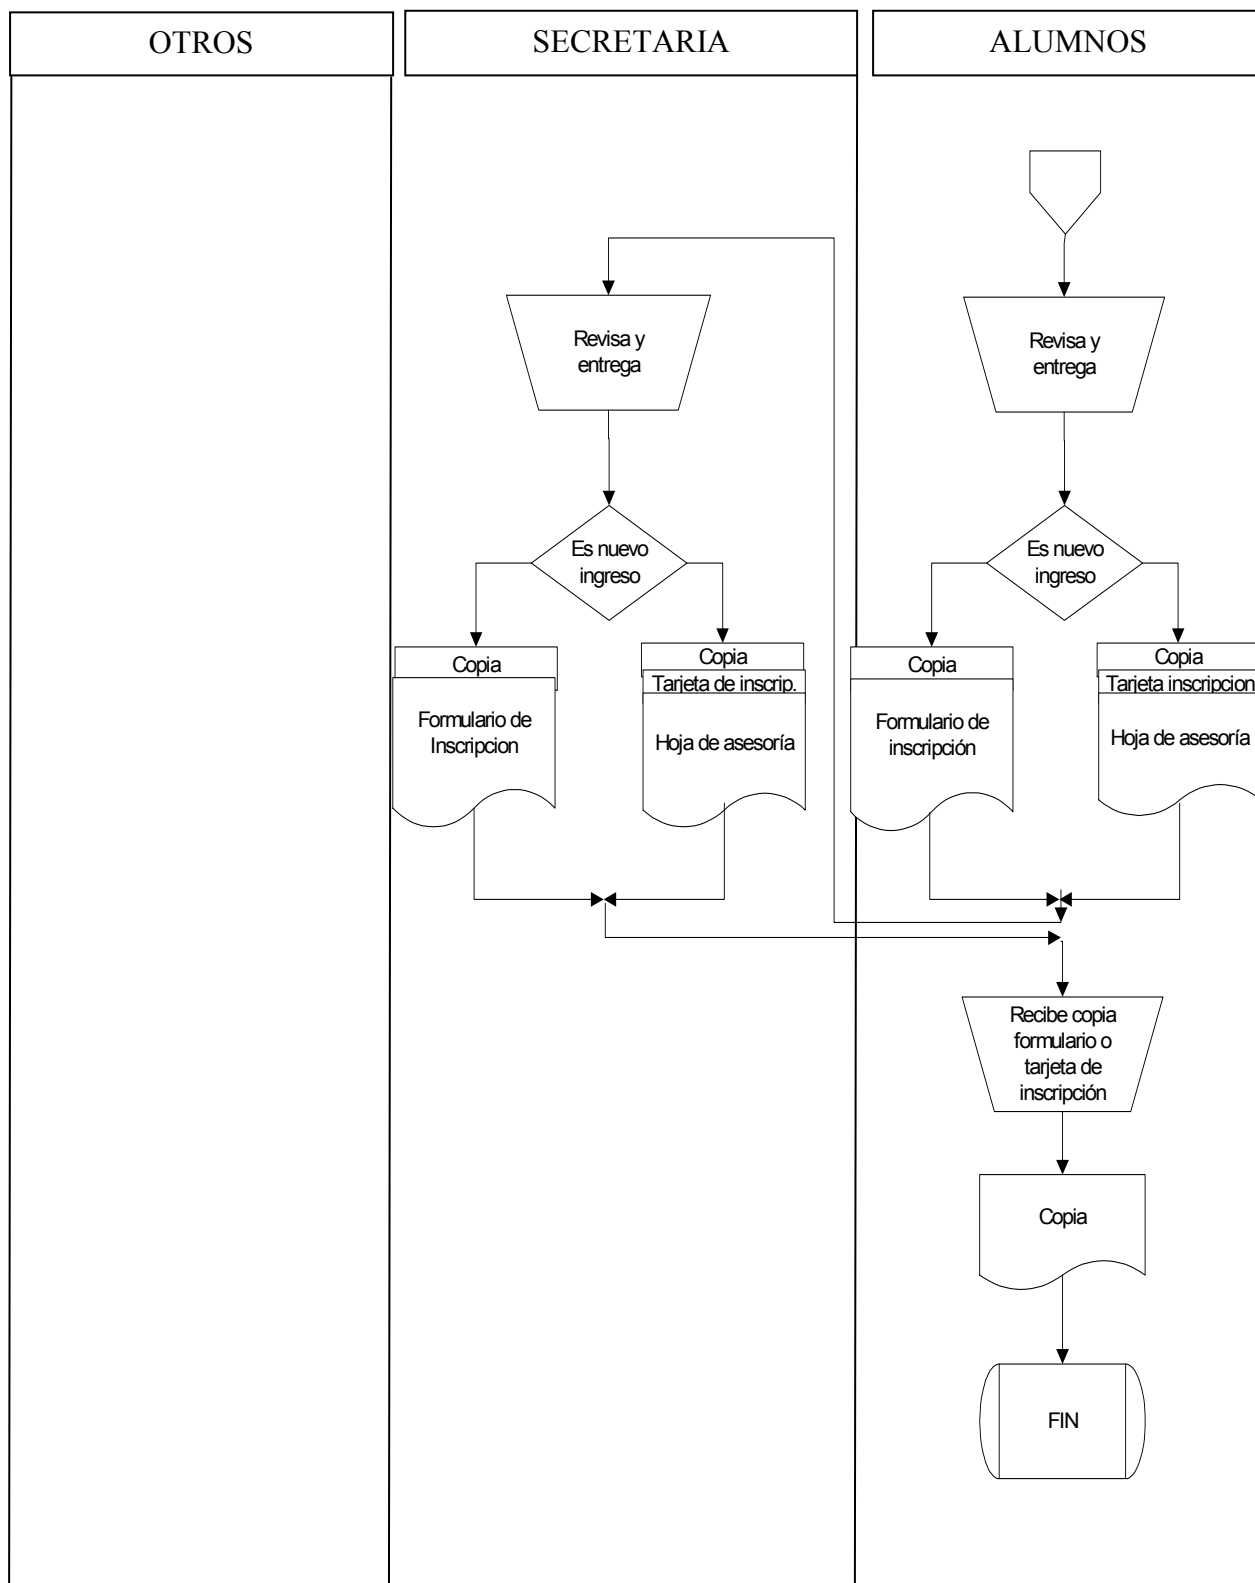 OTROS
SECRETARIA
ALUMNOS
Revisa y
entrega
Es nuevo
ingreso
Copia
Formulario de
Inscripcion
Copia
Tarjeta de inscrip.
Hoja de asesoría
Revisa y
entrega
Es nuevo
ingreso
Copia
Formulario de
inscripción
Copia
Tarjeta inscripcion
Hoja de asesoría
Recibe copia
formulario o
tarjeta de
inscripción
Copia
FIN